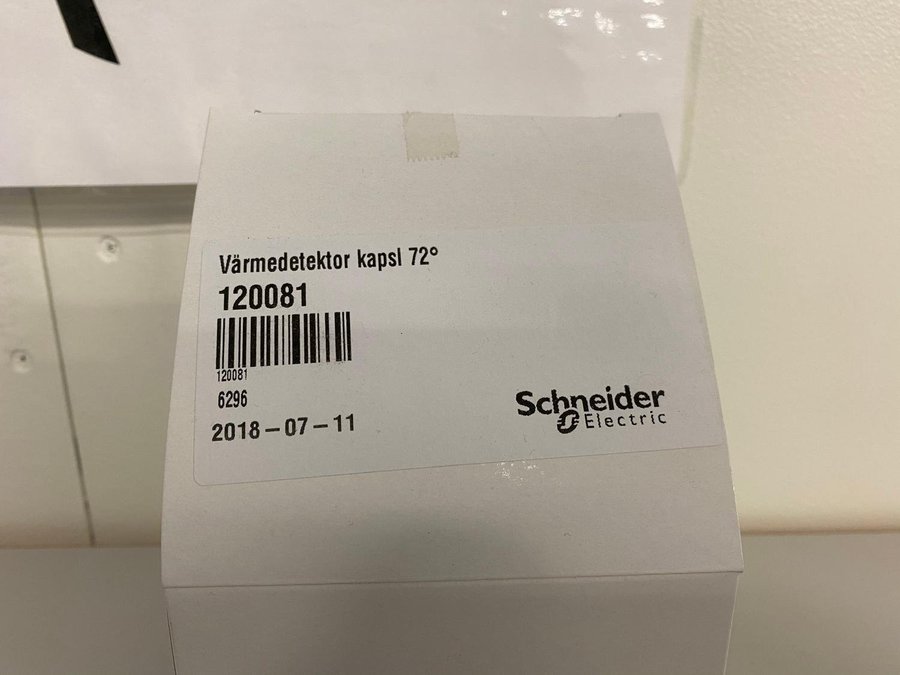 Värmedetektor kapsl 72°
120081
120081
6296
2018-07-11
Schneider
Electric